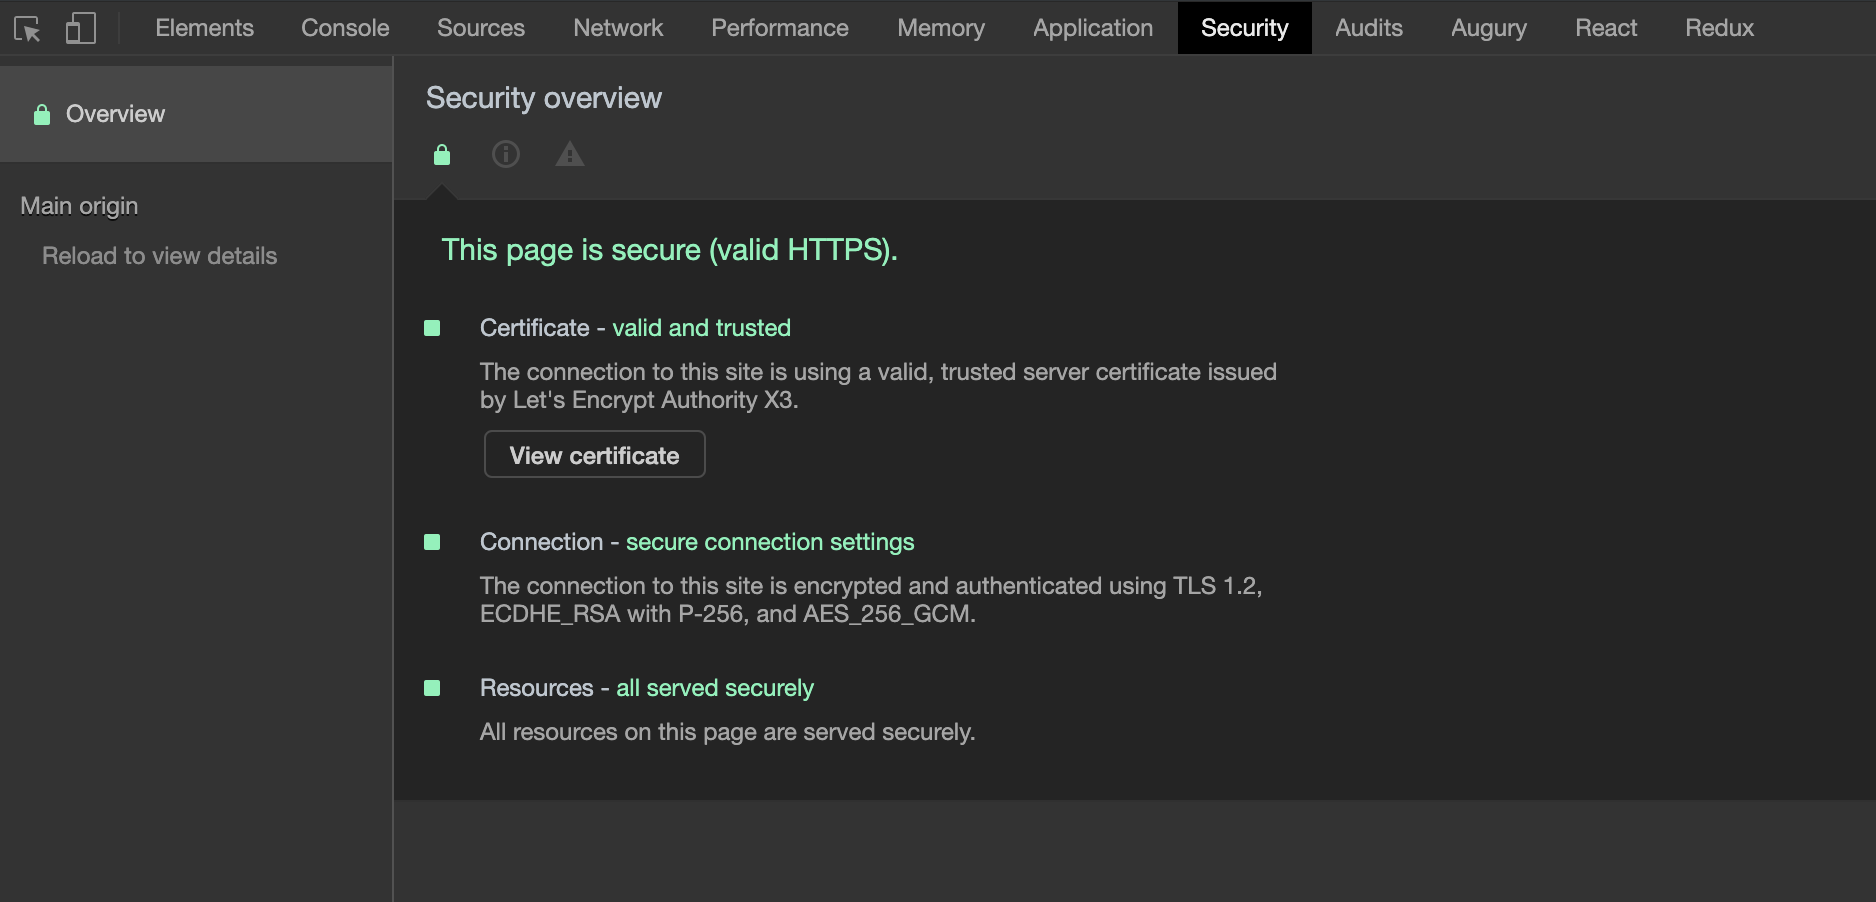 Elements Console Sources Network Performance Memory Application Security Audits Augury React Redux
Overview
Main origin
Reload to view details
Security overview
This page is secure (valid HTTPS).
Certificate - valid and trusted
The connection to this site is using a valid, trusted server certificate issued
by Let's Encrypt Authority X3.
View certificate
Connection - secure connection settings
The connection to this site is encrypted and authenticated using TLS 1.2,
ECDHE_RSA with P-256, and AES_256_GCM.
Resources - all served securely
All resources on this page are served securely.